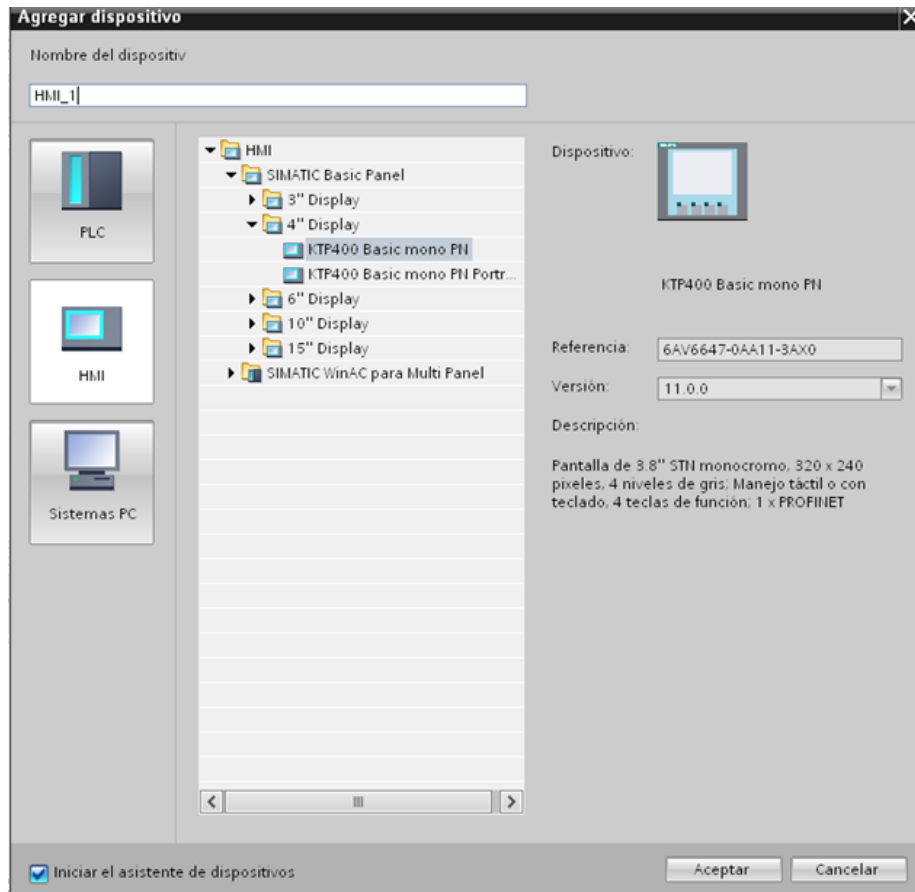 Agregar dispositivo
Nombre del dispositiv
HMI_1
PLC
HMI
Sistemas PC
HMI
SIMATIC Basic Panel
3" Display
4" Display
KTP400 Basic mono PN
KTP400 Basic mono PN Portr...
6" Display
10" Display
15" Display
SIMATIC WinAC para Multi Panel
Dispositivo:
KTP400 Basic mono PN
Referencia: 6AV6647-0AA11-3AX0
Versión: 11.0.0
Descripción:
Pantalla de 3.8" STN monocromo, 320 x 240
pixeles, 4 niveles de gris; Manejo táctil o con
teclado, 4 teclas de función; 1 x PROFINET
Iniciar el asistente de dispositivos
Aceptar Cancelar